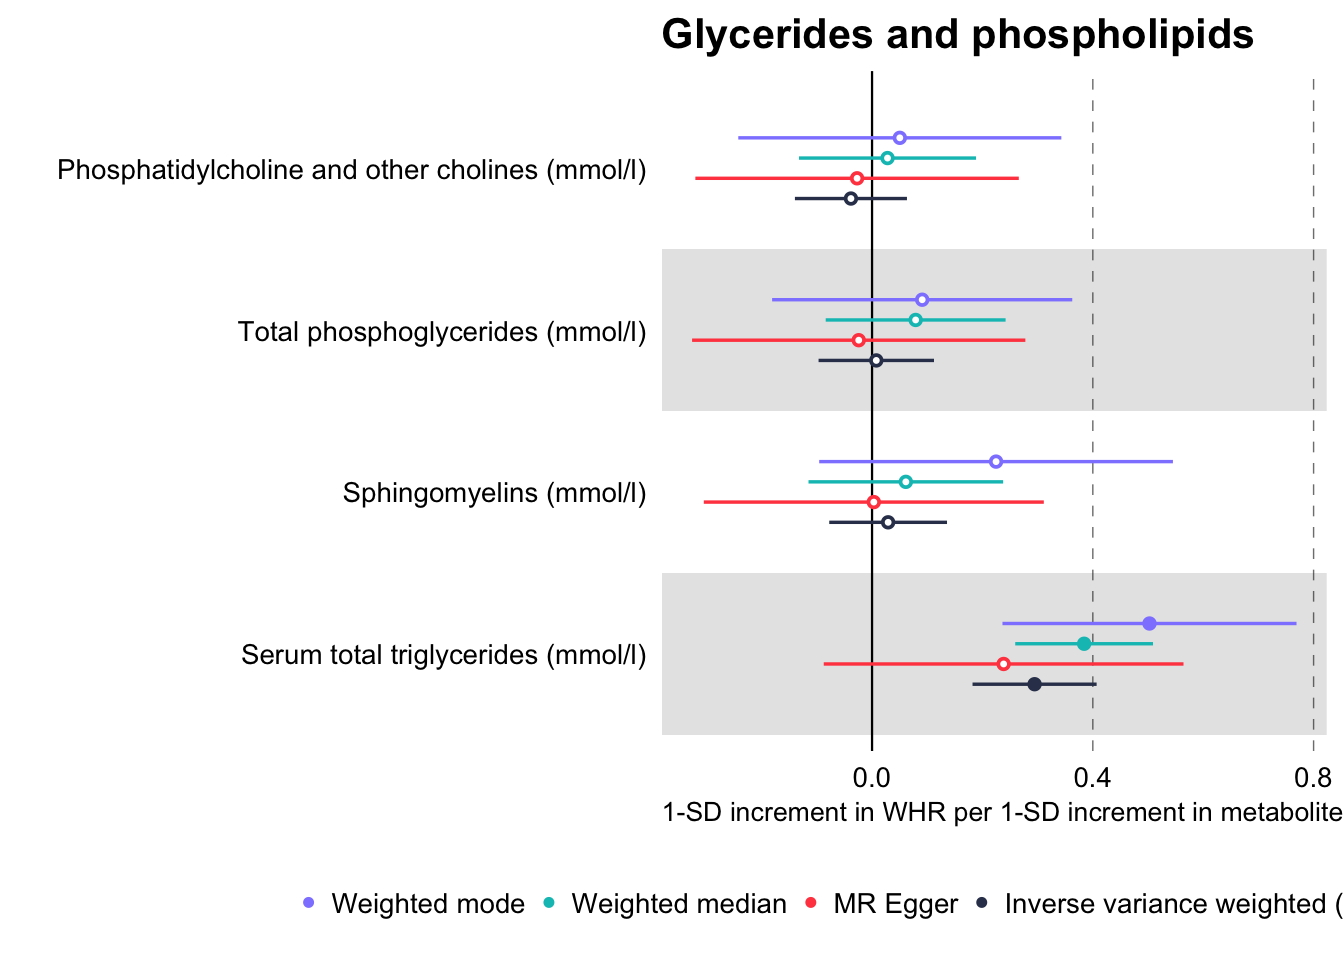 Glycerides and phospholipids
Phosphatidylcholine and other cholines (mmol/l)
Total phosphoglycerides (mmol/l)
Sphingomyelins (mmol/l)
Serum total triglycerides (mmol/l)
0.0 0.4 0.8
1-SD increment in WHR per 1-SD increment in metabolite
Weighted mode Weighted median MR Egger Inverse variance weighted (